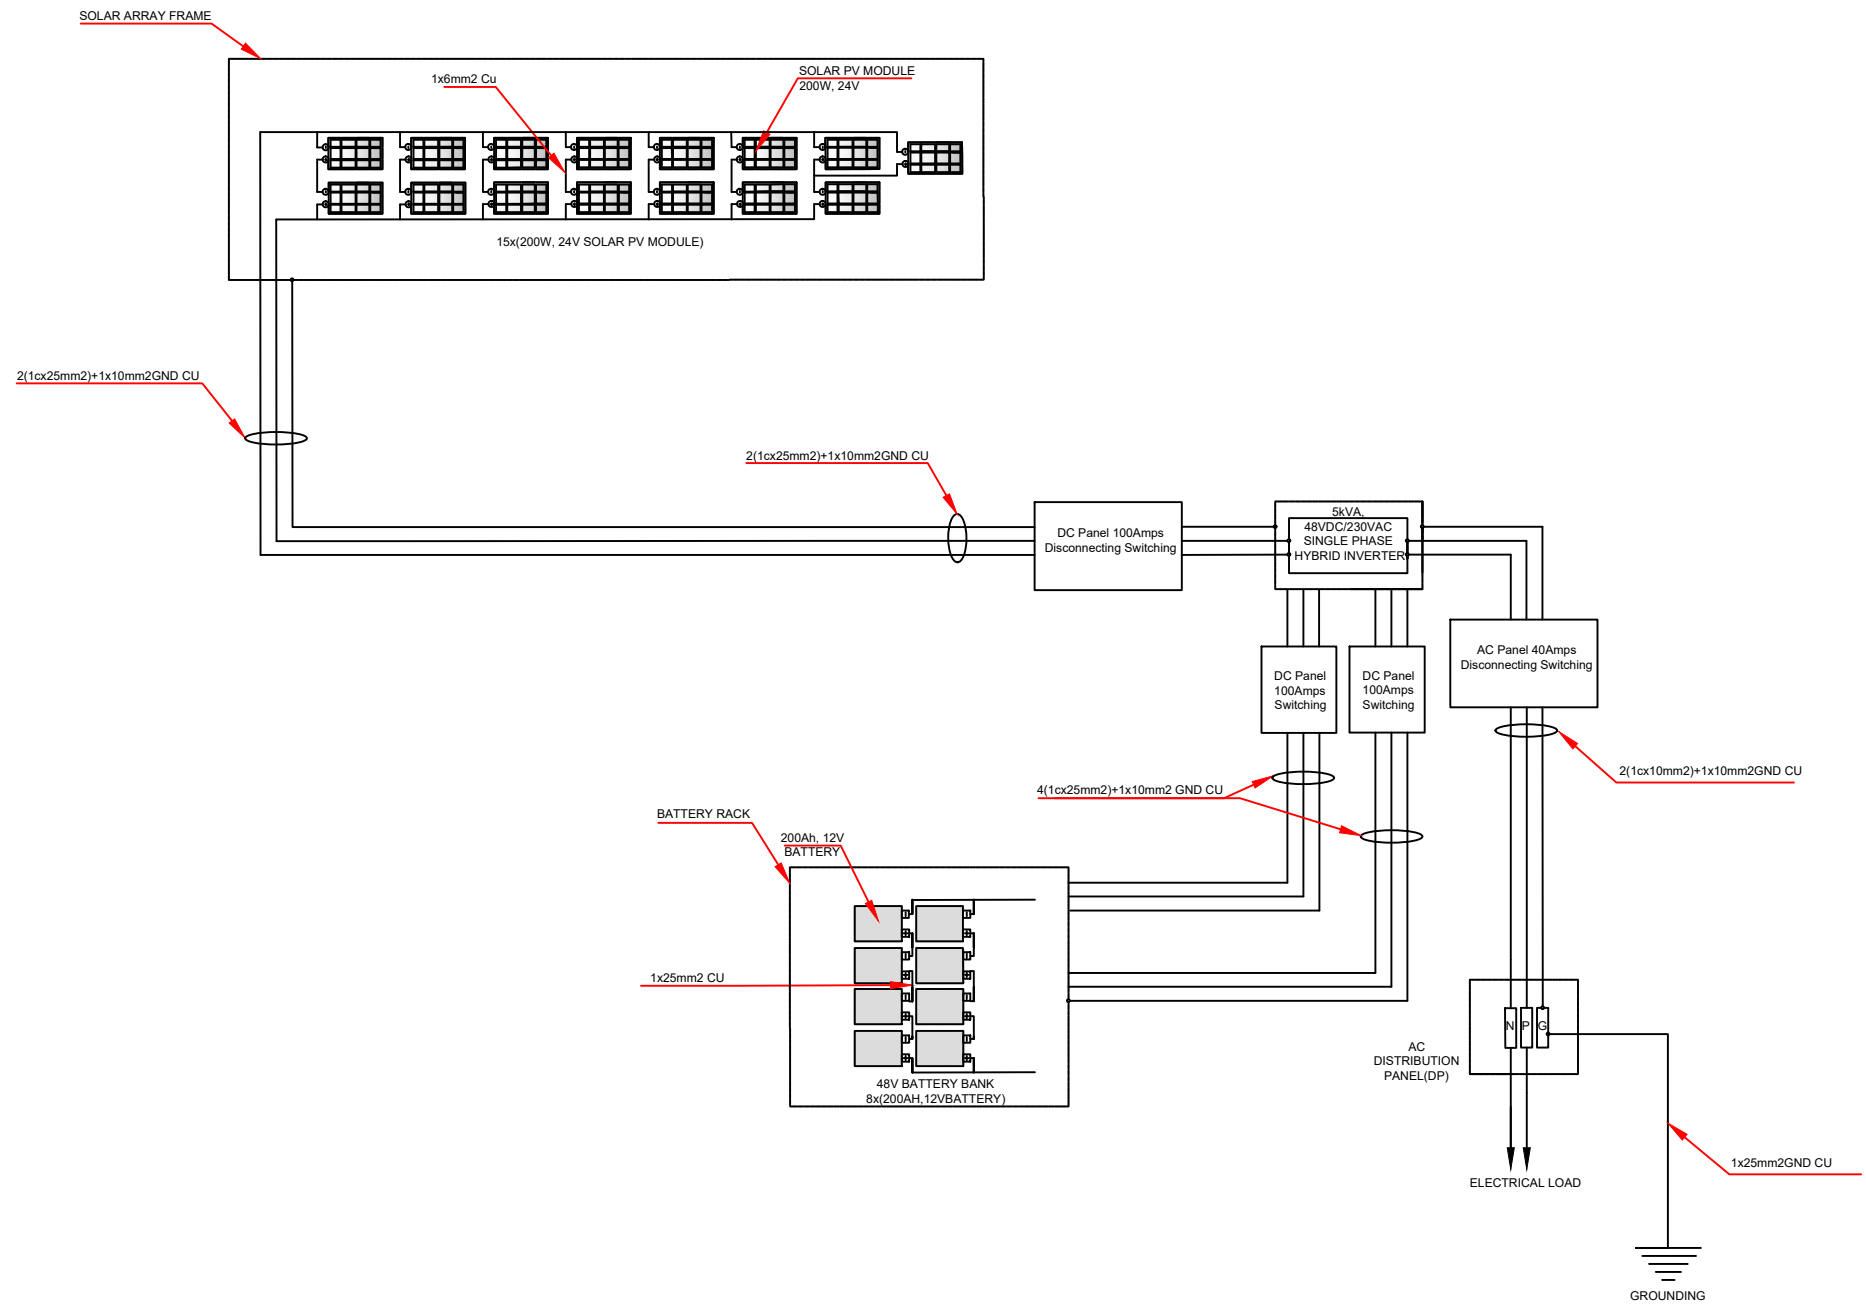 SOLAR ARRAY FRAME
1x6mm2 Cu
SOLAR PV MODULE
200W, 24V
15x(200W, 24V SOLAR PV MODULE)
2(1cx25mm2)+1x10mm2GND CU
2(1cx25mm2)+1x10mm2GND CU
DC Panel 100Amps
Disconnecting Switching
5kVA,
48VDC/230VAC
SINGLE PHASE
HYBRID INVERTER
DC Panel
100Amps
Switching
DC Panel
100Amps
Switching
AC Panel 40Amps
Disconnecting Switching
2(1cx10mm2)+1x10mm2GND CU
4(1cx25mm2)+1x10mm2 GND CU
BATTERY RACK
200Ah, 12V
BATTERY
1x25mm2 CU
48V BATTERY BANK
8x(200AH,12VBATTERY)
N P G
AC
DISTRIBUTION
PANEL(DP)
ELECTRICAL LOAD
1x25mm2GND CU
GROUNDING